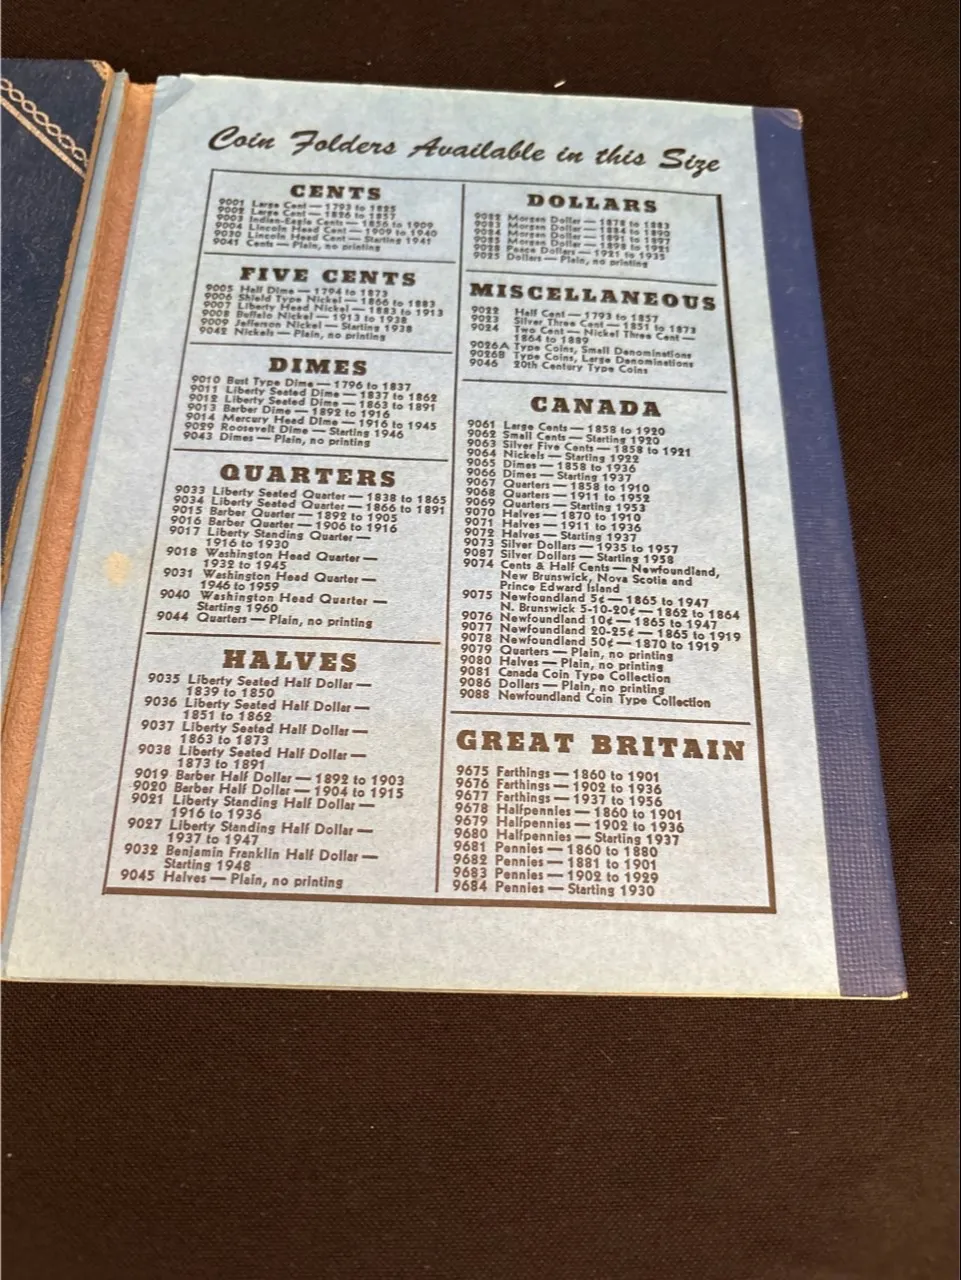 Coin Folders Available in this Size
CENTS
9001 Large Cent — 1793 to 1825
9002 Large Cent — 1826 to 1857
9003 Indian-Eagle Cents — 1856 to 1909
9004 Lincoln Head Cent — 1909 to 1940
9030 Lincoln Head Cent — Starting 1941
9041 Cents — Plain, no printing
FIVE CENTS
9005 Half Dime — 1794 to 1873
9006 Shield Type Nickel — 1866 to 1883
9007 Liberty Head Nickel — 1883 to 1913
9008 Buffalo Nickel — 1913 to 1938
9009 Jefferson Nickel — Starting 1938
9042 Nickels — Plain, no printing
DIMES
9010 Bust Type Dime — 1796 to 1837
9011 Liberty Seated Dime — 1837 to 1862
9012 Liberty Seated Dime — 1863 to 1891
9013 Barber Dime — 1892 to 1916
9014 Mercury Head Dime — 1916 to 1945
9029 Roosevelt Dime — Starting 1946
9043 Dimes — Plain, no printing
QUARTERS
9033 Liberty Seated Quarter — 1838 to 1865
9034 Liberty Seated Quarter — 1866 to 1891
9015 Barber Quarter — 1892 to 1905
9016 Barber Quarter — 1906 to 1916
9017 Liberty Standing Quarter —
1916 to 1930
9018 Washington Head Quarter —
1932 to 1945
9031 Washington Head Quarter —
1946 to 1959
9040 Washington Head Quarter —
Starting 1960
9044 Quarters — Plain, no printing
HALVES
9035 Liberty Seated Half Dollar —
1839 to 1850
9036 Liberty Seated Half Dollar —
1851 to 1862
9037 Liberty Seated Half Dollar —
1863 to 1873
9038 Liberty Seated Half Dollar —
1873 to 1891
9019 Barber Half Dollar — 1892 to 1903
9020 Barber Half Dollar — 1904 to 1915
9021 Liberty Standing Half Dollar —
1916 to 1936
9027 Liberty Standing Half Dollar —
1937 to 1947
9032 Benjamin Franklin Half Dollar —
Starting 1948
9045 Halves — Plain, no printing
DOLLARS
9082 Morgan Dollar — 1878 to 1883
9083 Morgan Dollar — 1884 to 1890
9084 Morgan Dollar — 1891 to 1897
9085 Morgan Dollar — 1898 to 1921
9028 Peace Dollars — 1921 to 1935
9025 Dollars — Plain, no printing
MISCELLANEOUS
9022 Half Cent — 1793 to 1857
9023 Silver Three Cent — 1851 to 1873
9024 Two Cent — Nickel Three Cent —
1864 to 1889
9026A Type Coins, Small Denominations
9026B Type Coins, Large Denominations
9046 20th Century Type Coins
CANADA
9061 Large Cents — 1858 to 1920
9062 Small Cents — Starting 1920
9063 Silver Five Cents — 1858 to 1921
9064 Nickels — Starting 1922
9065 Dimes — 1858 to 1936
9066 Dimes — Starting 1937
9067 Quarters — 1858 to 1910
9068 Quarters — 1911 to 1952
9069 Quarters — Starting 1953
9070 Halves — 1870 to 1910
9071 Halves — 1911 to 1936
9072 Halves — Starting 1937
9073 Silver Dollars — 1935 to 1957
9087 Silver Dollars — Starting 1958
9074 Cents & Half Cents — Newfoundland,
New Brunswick, Nova Scotia and
Prince Edward Island
9075 Newfoundland 5¢ — 1865 to 1947
N. Brunswick 5-10-20¢ — 1862 to 1864
9076 Newfoundland 10¢ — 1865 to 1947
9077 Newfoundland 20-25¢ — 1865 to 1919
9078 Newfoundland 50¢ — 1870 to 1919
9079 Quarters — Plain, no printing
9080 Halves — Plain, no printing
9081 Canada Coin Type Collection
9086 Dollars — Plain, no printing
9088 Newfoundland Coin Type Collection
GREAT BRITAIN
9675 Farthings — 1860 to 1901
9676 Farthings — 1902 to 1936
9677 Farthings — 1937 to 1956
9678 Halfpennies — 1860 to 1901
9679 Halfpennies — 1902 to 1936
9680 Halfpennies — Starting 1937
9681 Pennies — 1860 to 1880
9682 Pennies — 1881 to 1901
9683 Pennies — 1902 to 1929
9684 Pennies — Starting 1930